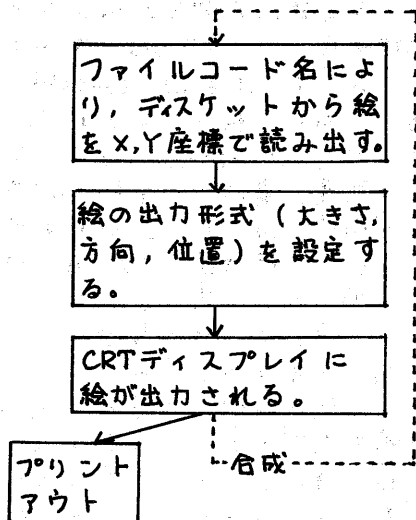 ファイルコード名によ
り，ディスケットから絵
をX,Y座標で読み出す。
絵の出力形式（大きさ，
方向，位置）を設定す
る。
CRTディスプレイに
絵が出力される。
合成
プリント
アウト